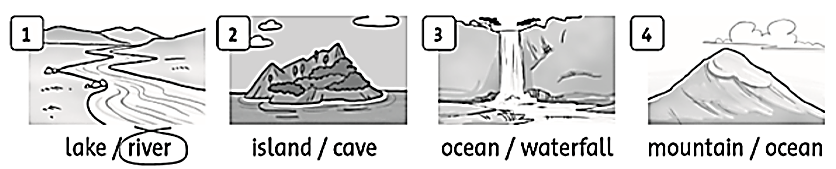 1 2 3 4
lake / river island / cave ocean / waterfall mountain / ocean